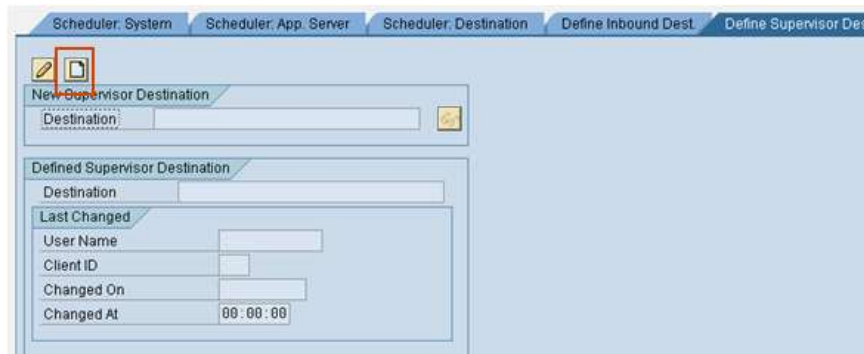 Scheduler: System Scheduler: App. Server Scheduler: Destination Define Inbound Dest. Define Supervisor Des
New Supervisor Destination
Destination
Defined Supervisor Destination
Destination
Last Changed
User Name
Client ID
Changed On
Changed At 00:00:00